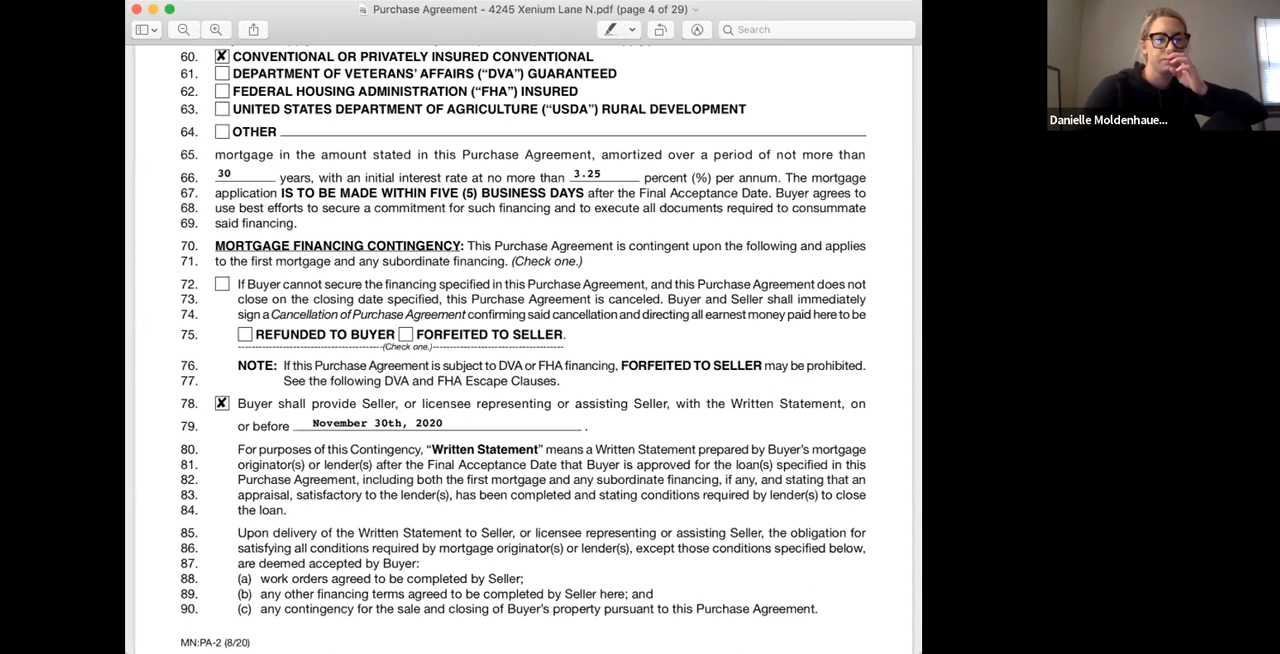 Purchase Agreement - 4245 Xenium Lane N.pdf (page 4 of 29)
Search
60. X CONVENTIONAL OR PRIVATELY INSURED CONVENTIONAL
61. DEPARTMENT OF VETERANS' AFFAIRS (“DVA”) GUARANTEED
62. FEDERAL HOUSING ADMINISTRATION (“FHA”) INSURED
63. UNITED STATES DEPARTMENT OF AGRICULTURE (“USDA”) RURAL DEVELOPMENT
64. OTHER
65. mortgage in the amount stated in this Purchase Agreement, amortized over a period of not more than
66. 30 years, with an initial interest rate at no more than 3.25 percent (%) per annum. The mortgage
67. application IS TO BE MADE WITHIN FIVE (5) BUSINESS DAYS after the Final Acceptance Date. Buyer agrees to
68. use best efforts to secure a commitment for such financing and to execute all documents required to consummate
69. said financing.
70. MORTGAGE FINANCING CONTINGENCY: This Purchase Agreement is contingent upon the following and applies
71. to the first mortgage and any subordinate financing. (Check one.)
72. If Buyer cannot secure the financing specified in this Purchase Agreement, and this Purchase Agreement does not
73. close on the closing date specified, this Purchase Agreement is canceled. Buyer and Seller shall immediately
74. sign a Cancellation of Purchase Agreement confirming said cancellation and directing all earnest money paid here to be
75. REFUNDED TO BUYER FORFEITED TO SELLER.
(Check one.)
76. NOTE: If this Purchase Agreement is subject to DVA or FHA financing, FORFEITED TO SELLER may be prohibited.
77. See the following DVA and FHA Escape Clauses.
78. X Buyer shall provide Seller, or licensee representing or assisting Seller, with the Written Statement, on
79. or before November 30th, 2020 .
80. For purposes of this Contingency, “Written Statement” means a Written Statement prepared by Buyer's mortgage
81. originator(s) or lender(s) after the Final Acceptance Date that Buyer is approved for the loan(s) specified in this
82. Purchase Agreement, including both the first mortgage and any subordinate financing, if any, and stating that an
83. appraisal, satisfactory to the lender(s), has been completed and stating conditions required by lender(s) to close
84. the loan.
85. Upon delivery of the Written Statement to Seller, or licensee representing or assisting Seller, the obligation for
86. satisfying all conditions required by mortgage originator(s) or lender(s), except those conditions specified below,
87. are deemed accepted by Buyer:
88. (a) work orders agreed to be completed by Seller;
89. (b) any other financing terms agreed to be completed by Seller here; and
90. (c) any contingency for the sale and closing of Buyer's property pursuant to this Purchase Agreement.
MN:PA-2 (8/20)
Danielle Moldenhaue...